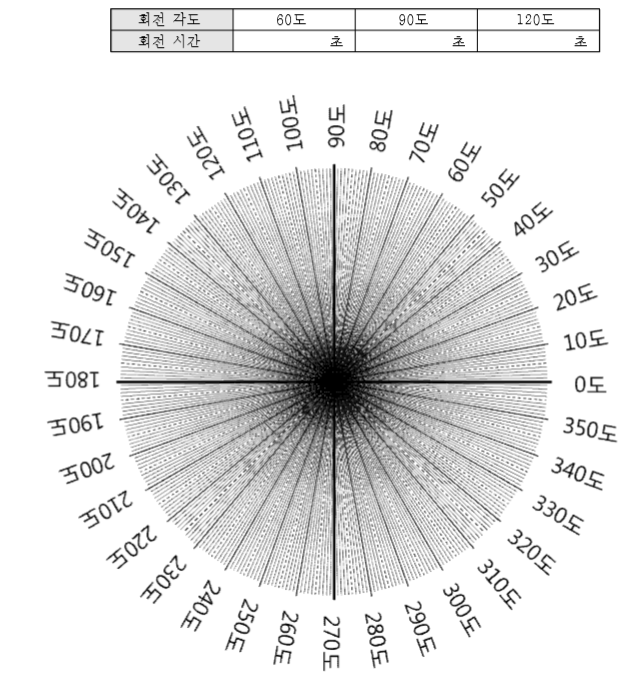 회전 각도 60도 90도 120도
회전 시간 초 초 초
0도
10도
20도
30도
40도
50도
60도
70도
80도
90도
100도
110도
120도
130도
140도
150도
160도
170도
180도
190도
200도
210도
220도
230도
240도
250도
260도
270도
280도
290도
300도
310도
320도
330도
340도
350도